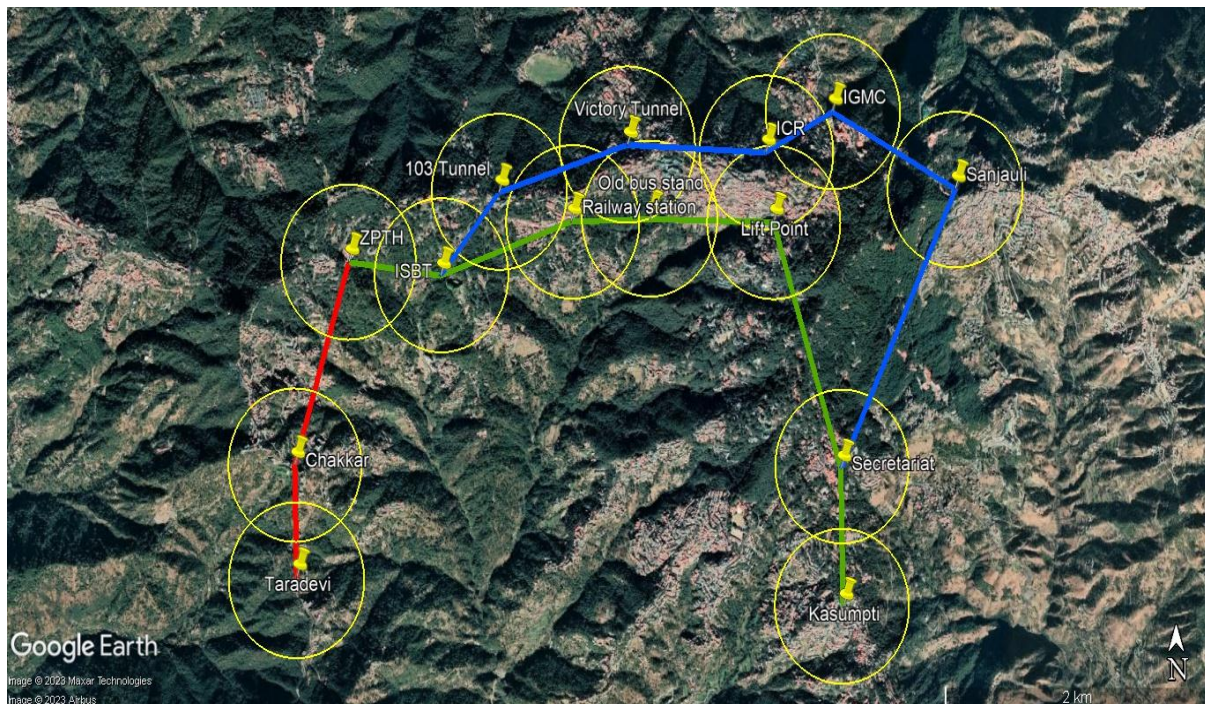 IGMC
Victory Tunnel
ICR
103 Tunnel
Sanjauli
Old bus stand
Railway station
Lift Point
ZPTH
ISBT
Chakkar
Secretariat
Taradevi
Kasumpti
Google Earth
Image © 2023 Maxar Technologies
Image © 2023 Airbus
N
2 km